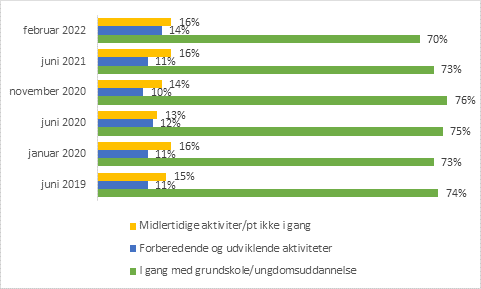 16%
februar 2022
14%
70%
16%
juni 2021
11%
73%
14%
november 2020
10%
76%
13%
juni 2020
12%
75%
16%
januar 2020
11%
73%
15%
juni 2019
11%
74%
Midlertidige aktiviter/pt ikke i gang
Forberedende og udviklende aktiviteter
I gang med grundskole/ungdomsuddannelse